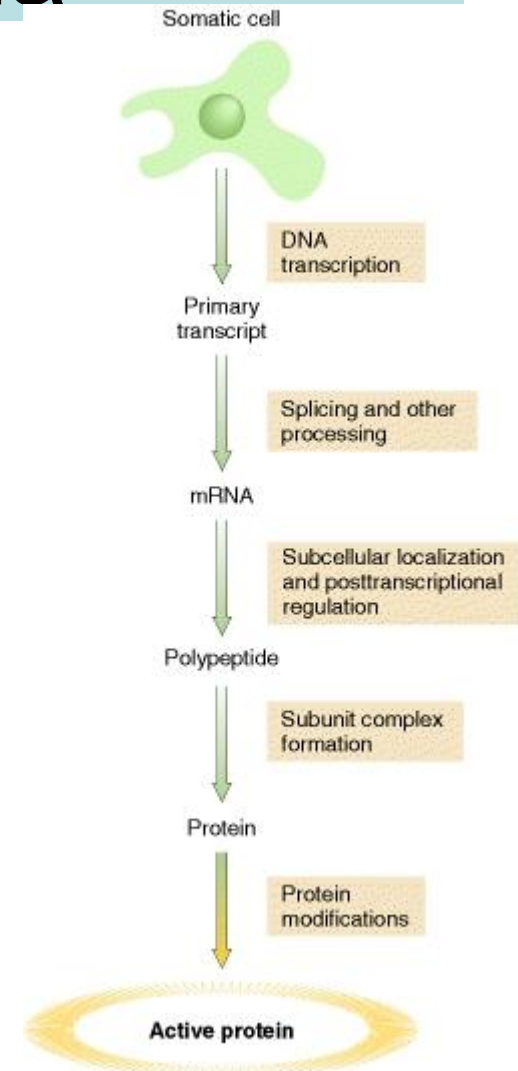 Somatic cell
DNA
transcription
Primary
transcript
Splicing and other
processing
mRNA
Subcellular localization
and posttranscriptional
regulation
Polypeptide
Subunit complex
formation
Protein
Protein
modifications
Active protein